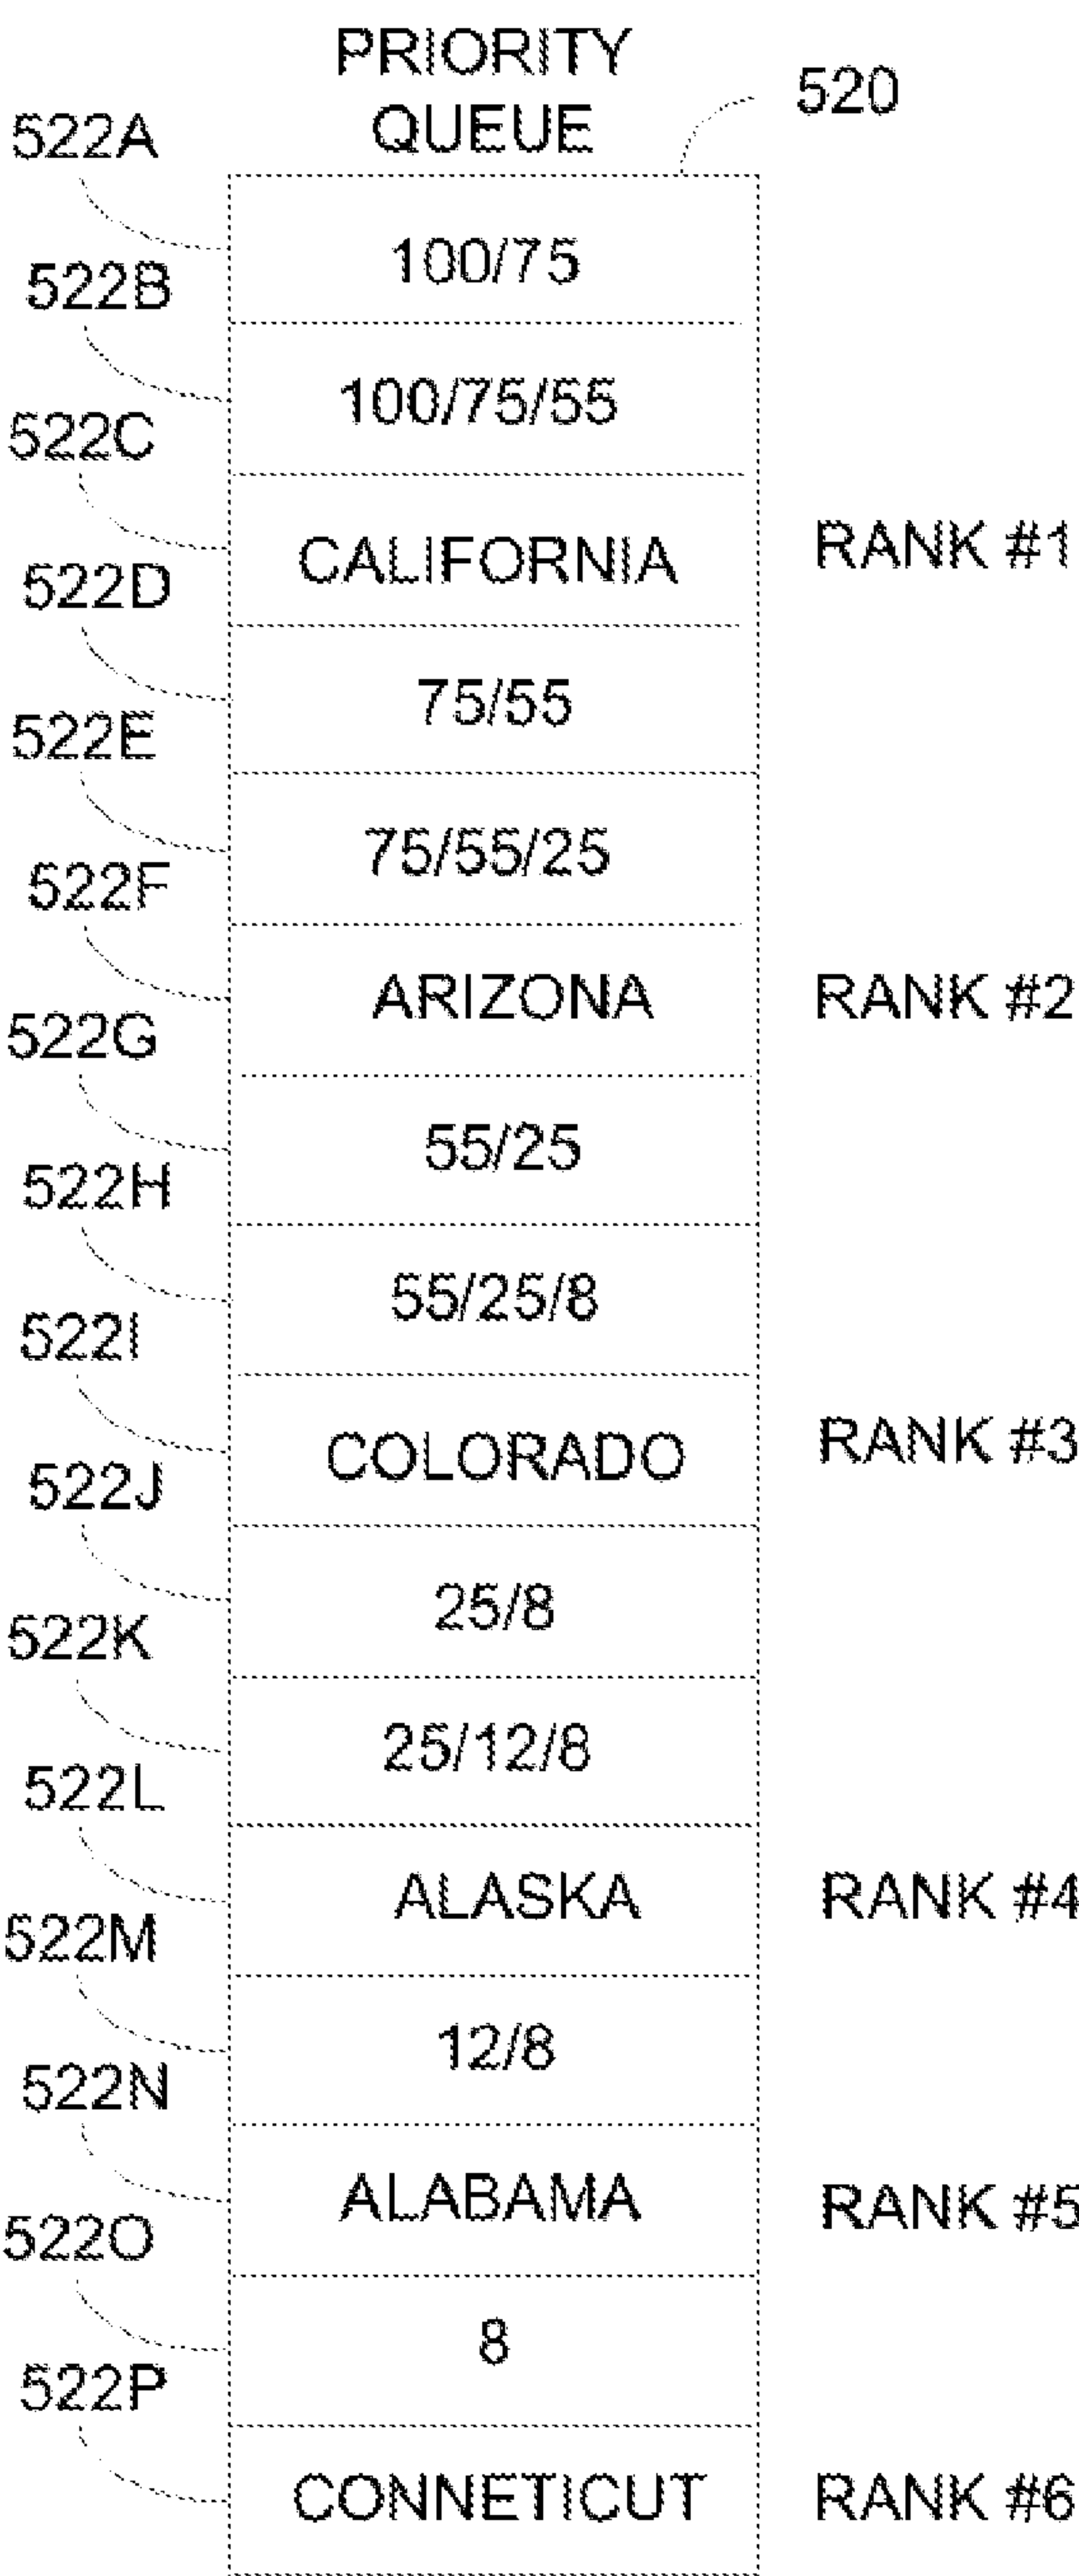 PRIORITY
QUEUE
520
522A
100/75
522B
100/75/55
522C
CALIFORNIA
RANK #1
522D
75/55
522E
75/55/25
522F
ARIZONA
RANK #2
522G
55/25
522H
55/25/8
522I
COLORADO
RANK #3
522J
25/8
522K
25/12/8
522L
ALASKA
RANK #4
522M
12/8
522N
ALABAMA
RANK #5
522O
8
522P
CONNETICUT
RANK #6